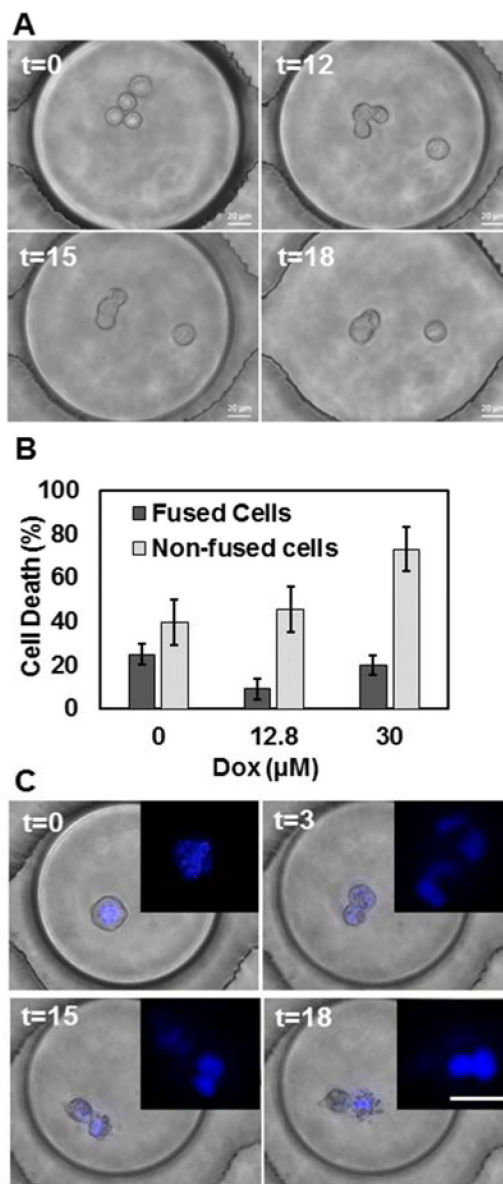 A
t=0
t=12
20 µm
20 µm
t=15
t=18
20 µm
20 µm
B
100
80
60
40
20
0
Fused Cells
Non-fused cells
Cell Death (%)
0 12.8 30
Dox (µM)
C
t=0
t=3
t=15
t=18